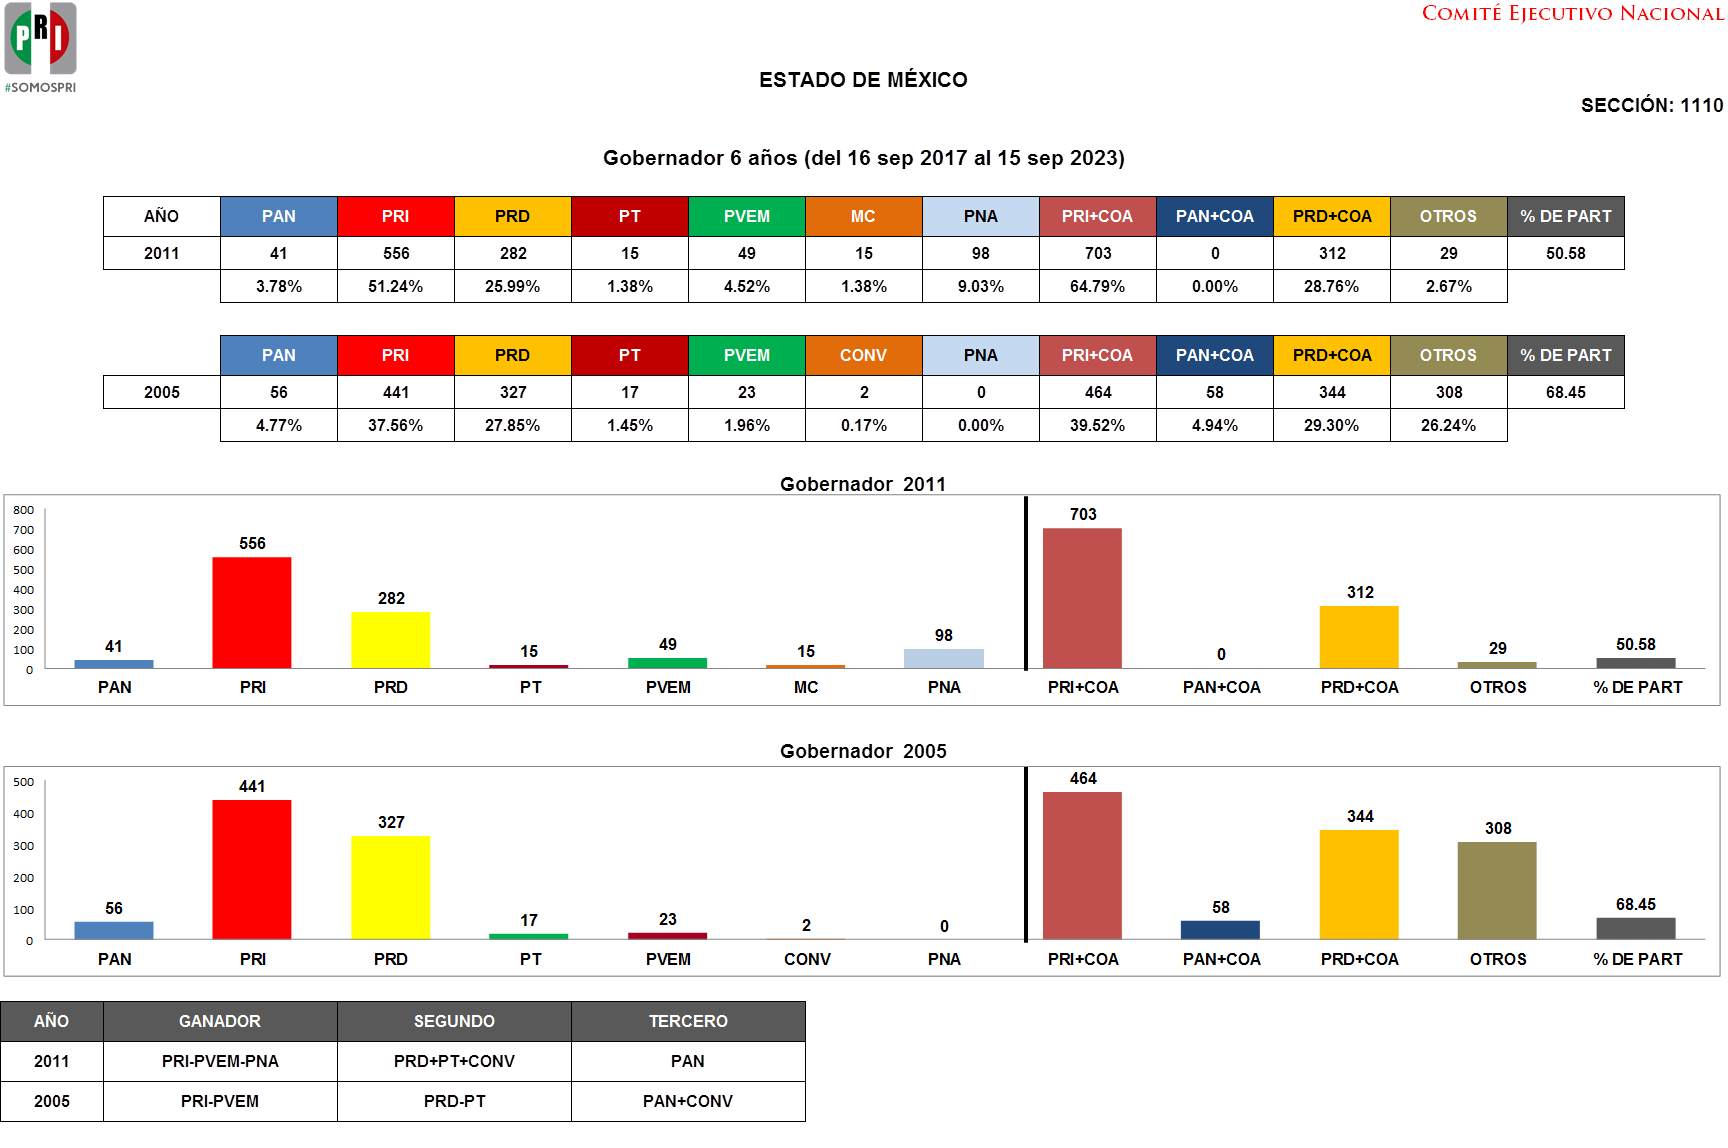 PRI
#SOMOSPRI
COMITÉ EJECUTIVO NACIONAL
ESTADO DE MÉXICO
SECCIÓN: 1110
Gobernador 6 años (del 16 sep 2017 al 15 sep 2023)
AÑO PAN PRI PRD PT PVEM MC PNA PRI+COA PAN+COA PRD+COA OTROS % DE PART
2011 41 556 282 15 49 15 98 703 0 312 29 50.58
3.78% 51.24% 25.99% 1.38% 4.52% 1.38% 9.03% 64.79% 0.00% 28.76% 2.67%
PAN PRI PRD PT PVEM CONV PNA PRI+COA PAN+COA PRD+COA OTROS % DE PART
2005 56 441 327 17 23 2 0 464 58 344 308 68.45
4.77% 37.56% 27.85% 1.45% 1.96% 0.17% 0.00% 39.52% 4.94% 29.30% 26.24%
Gobernador 2011
800
700
600
500
400
300
200
100
0
41 556 282 15 49 15 98 703 0 312 29 50.58
PAN PRI PRD PT PVEM MC PNA PRI+COA PAN+COA PRD+COA OTROS % DE PART
Gobernador 2005
500
400
300
200
100
0
56 441 327 17 23 2 0 464 58 344 308 68.45
PAN PRI PRD PT PVEM CONV PNA PRI+COA PAN+COA PRD+COA OTROS % DE PART
AÑO GANADOR SEGUNDO TERCERO
2011 PRI-PVEM-PNA PRD+PT+CONV PAN
2005 PRI-PVEM PRD-PT PAN+CONV